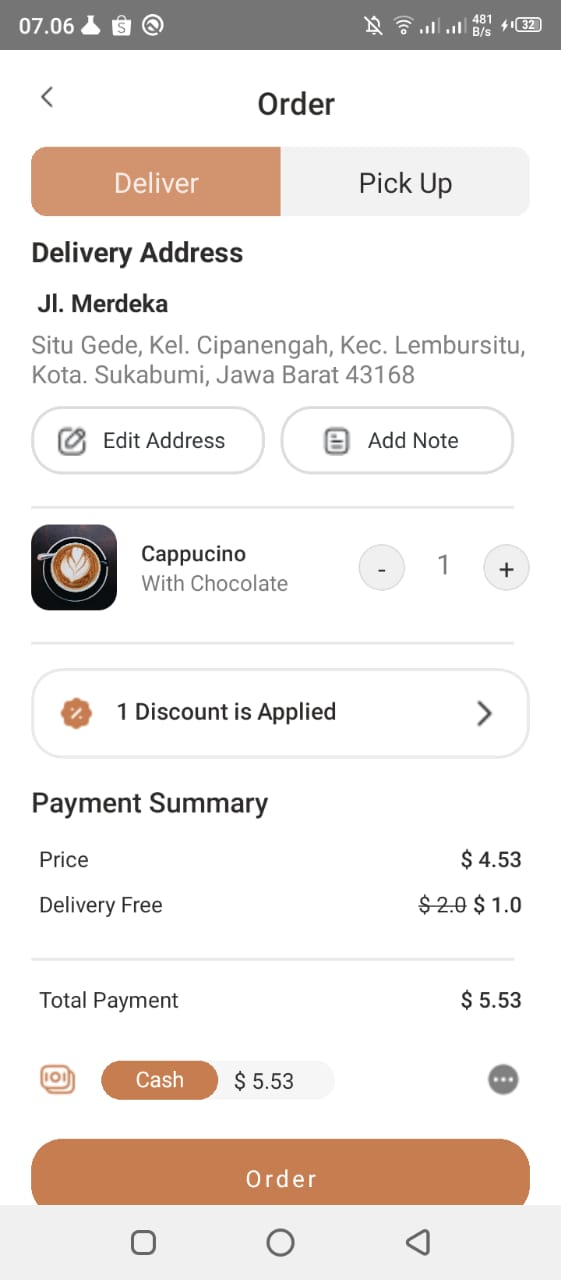 07.06 481 B/s 32
Order
Deliver Pick Up
Delivery Address
Jl. Merdeka
Situ Gede, Kel. Cipanengah, Kec. Lembursitu,
Kota. Sukabumi, Jawa Barat 43168
Edit Address Add Note
Cappucino
With Chocolate
- 1 +
1 Discount is Applied
Payment Summary
Price $ 4.53
Delivery Free $ 2.0 $ 1.0
Total Payment $ 5.53
Cash $ 5.53
Order